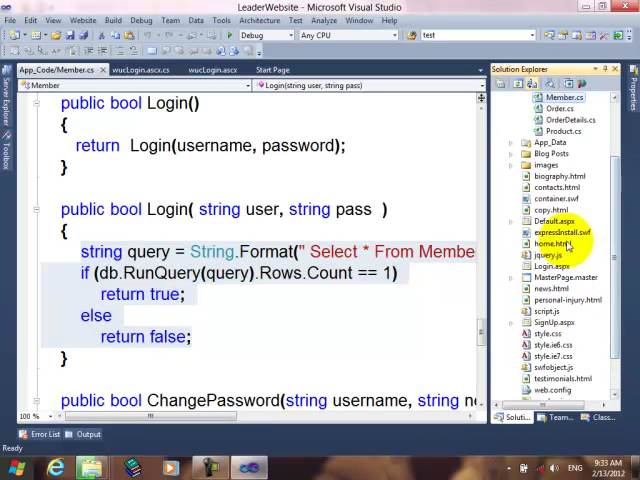 LeaderWebsite - Microsoft Visual Studio
File Edit View Website Build Debug Team Data Tools Architecture Test Analyze Window Help
Debug Any CPU test
App_Code/Member.cs wucLogin.ascx.cs wucLogin.ascx Start Page
Member Login(string user, string pass)
public bool Login()
{
return Login(username, password);
}
public bool Login( string user, string pass )
{
string query = String.Format(" Select * From Membe
if (db.RunQuery(query).Rows.Count == 1)
return true;
else
return false;
}
public bool ChangePassword(string username, string ne
100 %
Server Explorer
Toolbox
Solution Explorer
Member.cs
Order.cs
OrderDetails.cs
Product.cs
App_Data
Blog Posts
images
biography.html
contacts.html
container.swf
copy.html
Default.aspx
expressInstall.swf
home.html
jquery.js
Login.aspx
MasterPage.master
news.html
personal-injury.html
script.js
SignUp.aspx
style.css
style.ie6.css
style.ie7.css
swfobject.js
testimonials.html
web.config
Soluti... Team... Class...
Properties
Error List Output
Ready
ENG
9:33 AM
2/13/2012